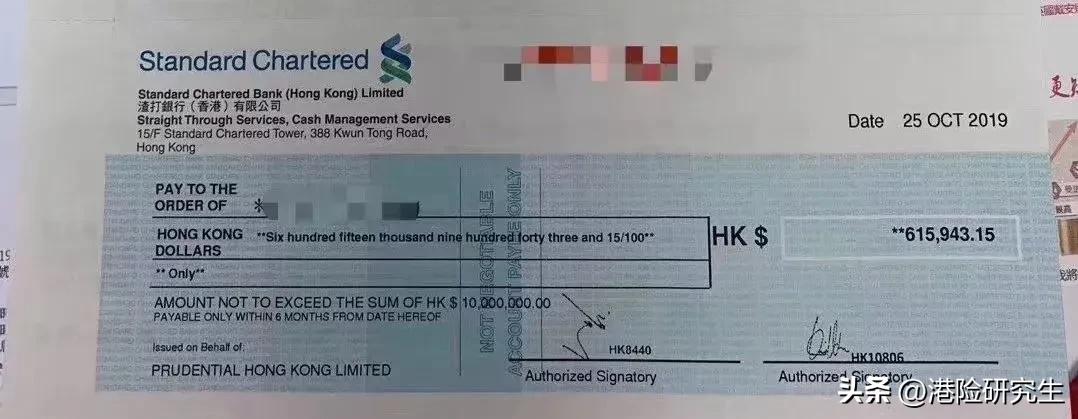 Standard Chartered
Standard Chartered Bank (Hong Kong) Limited
渣打銀行（香港）有限公司
Straight Through Services, Cash Management Services
15/F Standard Chartered Tower, 388 Kwun Tong Road,
Hong Kong
Date 25 OCT 2019
PAY TO THE
ORDER OF *
HONG KONG
DOLLARS
**Six hundred fifteen thousand nine hundred forty three and 15/100**
HK $ **615,943.15
** Only**
NOT NEGOTIABLE
ACCOUNT PAYEE ONLY
AMOUNT NOT TO EXCEED THE SUM OF HK $ 10,000,000.00
PAYABLE ONLY WITHIN 6 MONTHS FROM DATE HEREOF
Issued on Behalf of:
PRUDENTIAL HONG KONG LIMITED
HK8440
Authorized Signatory
HK10806
Authorized Signatory
头条 @港险研究生